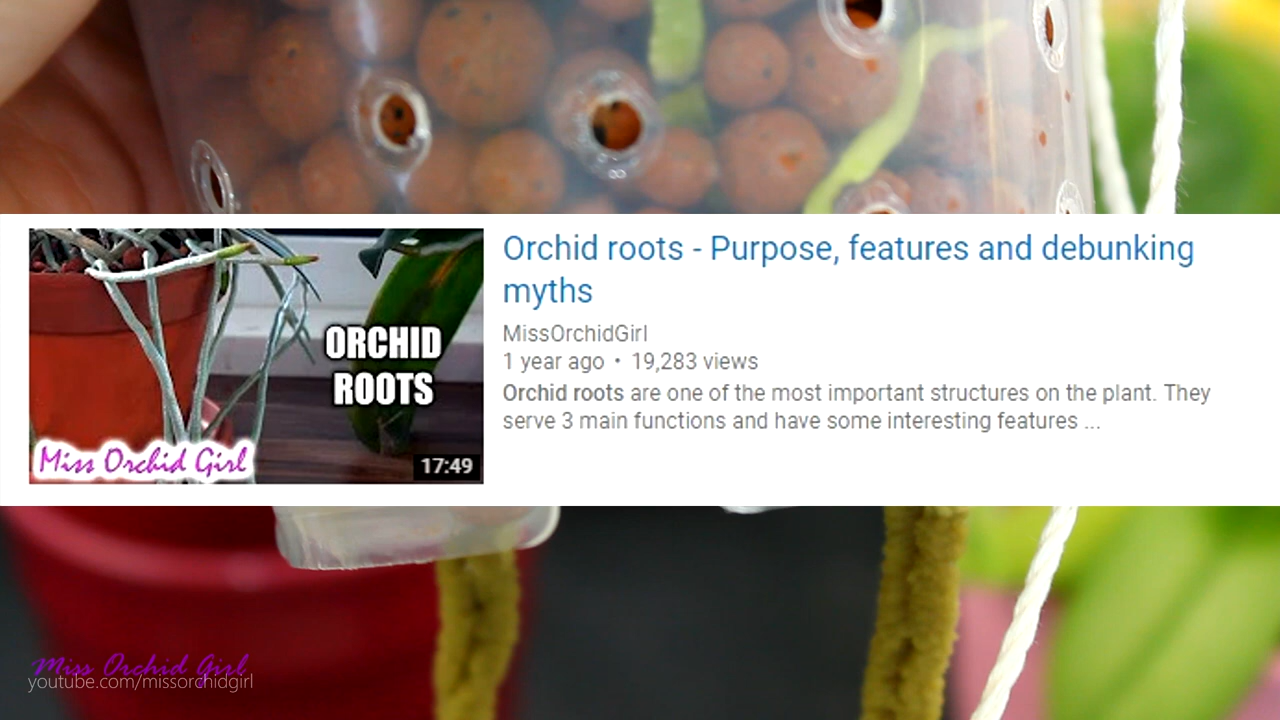 Orchid roots - Purpose, features and debunking
myths
MissOrchidGirl
1 year ago • 19,283 views
Orchid roots are one of the most important structures on the plant. They
serve 3 main functions and have some interesting features ...
ORCHID
ROOTS
Miss Orchid Girl
17:49
Miss Orchid Girl
youtube.com/missorchidgirl